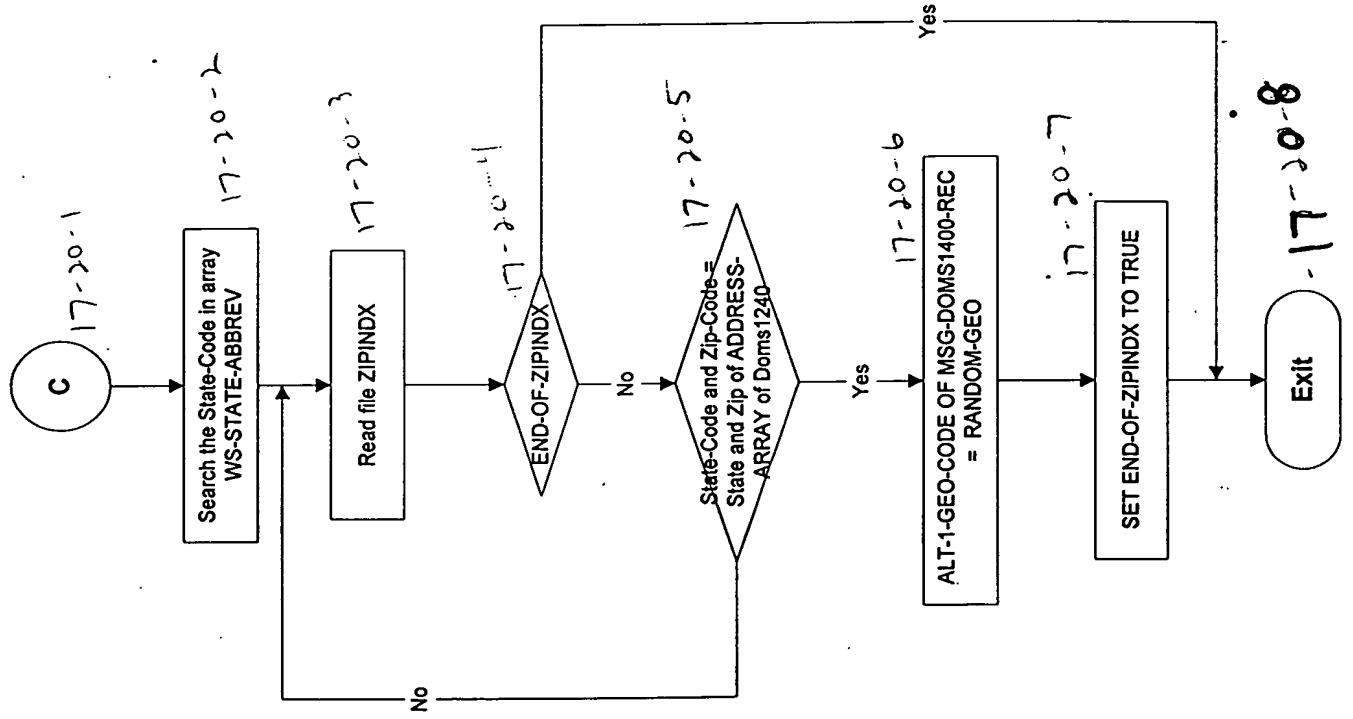 C
17-20-1
Search the State-Code in array
WS-STATE-ABBREV
17-20-2
Read file ZIPINDX
17-20-3
END-OF-ZIPINDX
17-20-4
Yes
No
State-Code and Zip-Code =
State and Zip of ADDRESS-
ARRAY of Doms1240
17-20-5
No
Yes
ALT-1-GEO-CODE OF MSG-DOMS1400-REC
= RANDOM-GEO
17-20-6
SET END-OF-ZIPINDX TO TRUE
17-20-7
Exit
-17-20-8